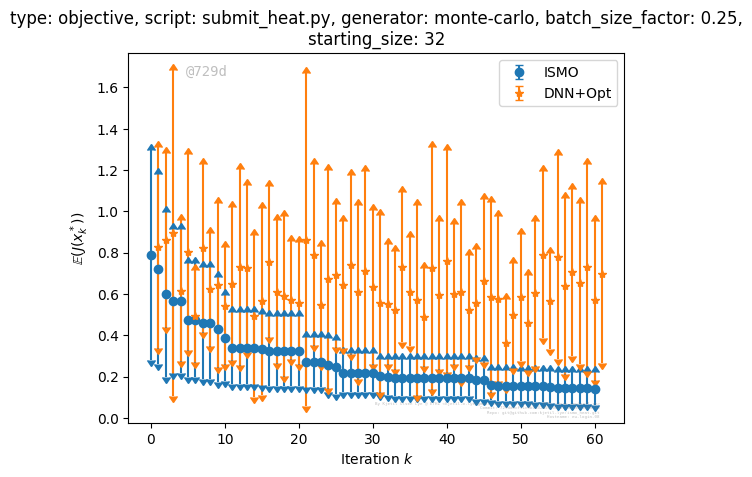 type: objective, script: submit_heat.py, generator: monte-carlo, batch_size_factor: 0.25,
starting_size: 32
@729d
ISMO
DNN+Opt
1.6
1.4
1.2
1.0
0.8
0.6
0.4
0.2
0.0
𝔼(J(x_k^*))
0
10
20
30
40
50
60
Iteration k